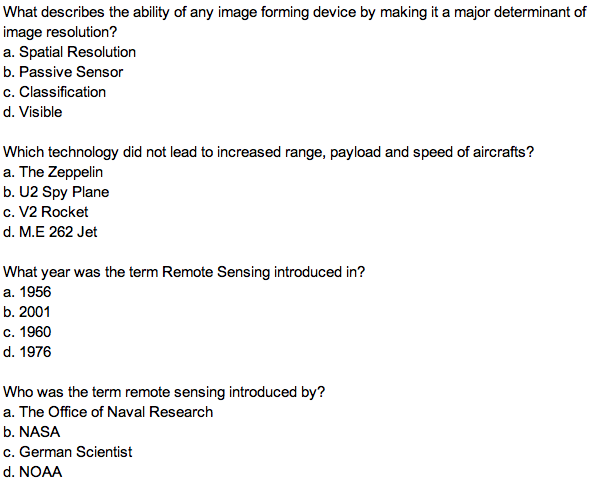 What describes the ability of any image forming device by making it a major determinant of
image resolution?
a. Spatial Resolution
b. Passive Sensor
c. Classification
d. Visible
Which technology did not lead to increased range, payload and speed of aircrafts?
a. The Zeppelin
b. U2 Spy Plane
c. V2 Rocket
d. M.E 262 Jet
What year was the term Remote Sensing introduced in?
a. 1956
b. 2001
c. 1960
d. 1976
Who was the term remote sensing introduced by?
a. The Office of Naval Research
b. NASA
c. German Scientist
d. NOAA